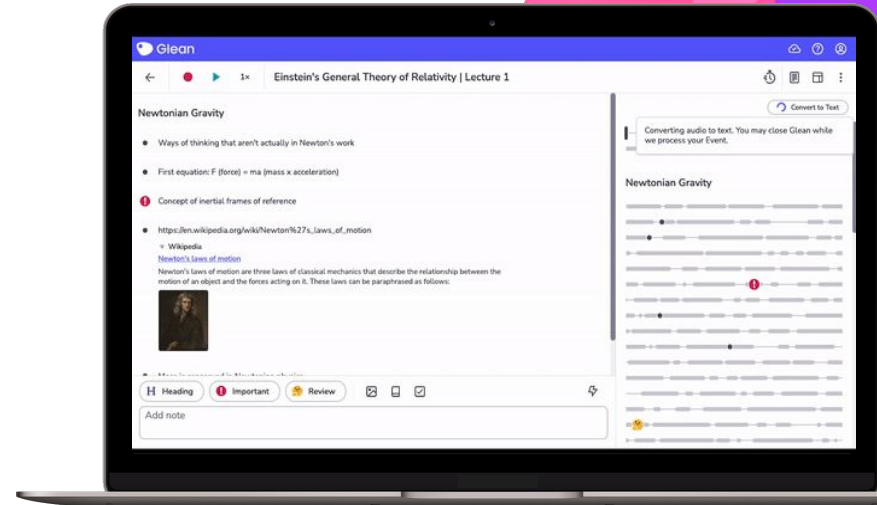 Glean
1x
Einstein's General Theory of Relativity | Lecture 1
Convert to Text
Converting audio to text. You may close Glean while
we process your Event.
Newtonian Gravity
Ways of thinking that aren't actually in Newton's work
First equation: F (force) = ma (mass x acceleration)
Concept of inertial frames of reference
https://en.wikipedia.org/wiki/Newton%27s_laws_of_motion
Wikipedia
Newton's laws of motion
Newton's laws of motion are three laws of classical mechanics that describe the relationship between the
motion of an object and the forces acting on it. These laws can be paraphrased as follows:
H Heading
Important
Review
Add note
Newtonian Gravity